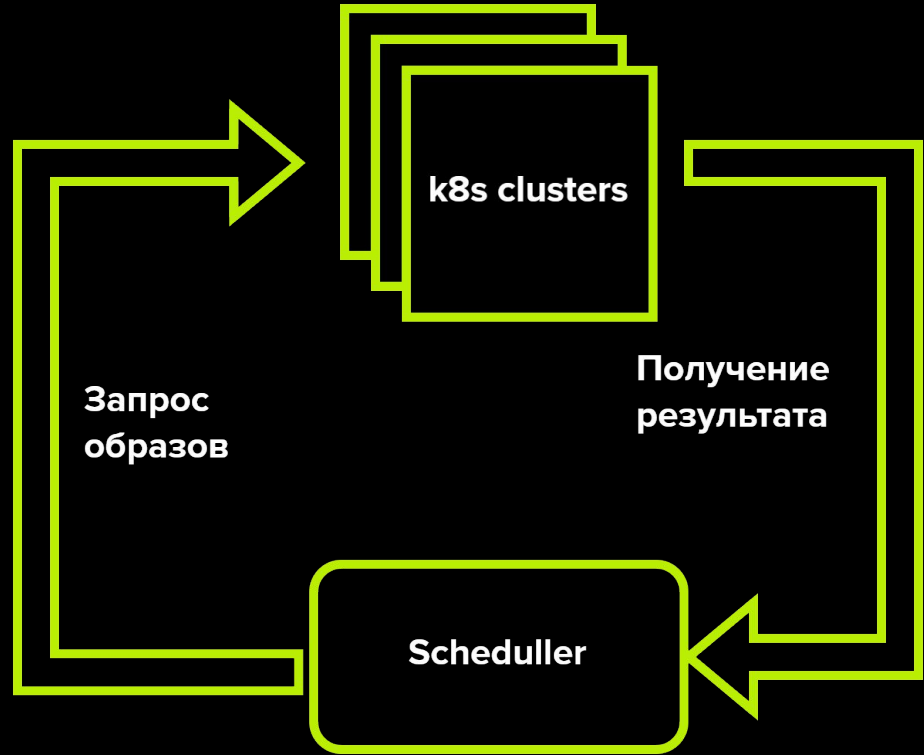 k8s clusters
Запрос
образов
Получение
результата
Scheduller